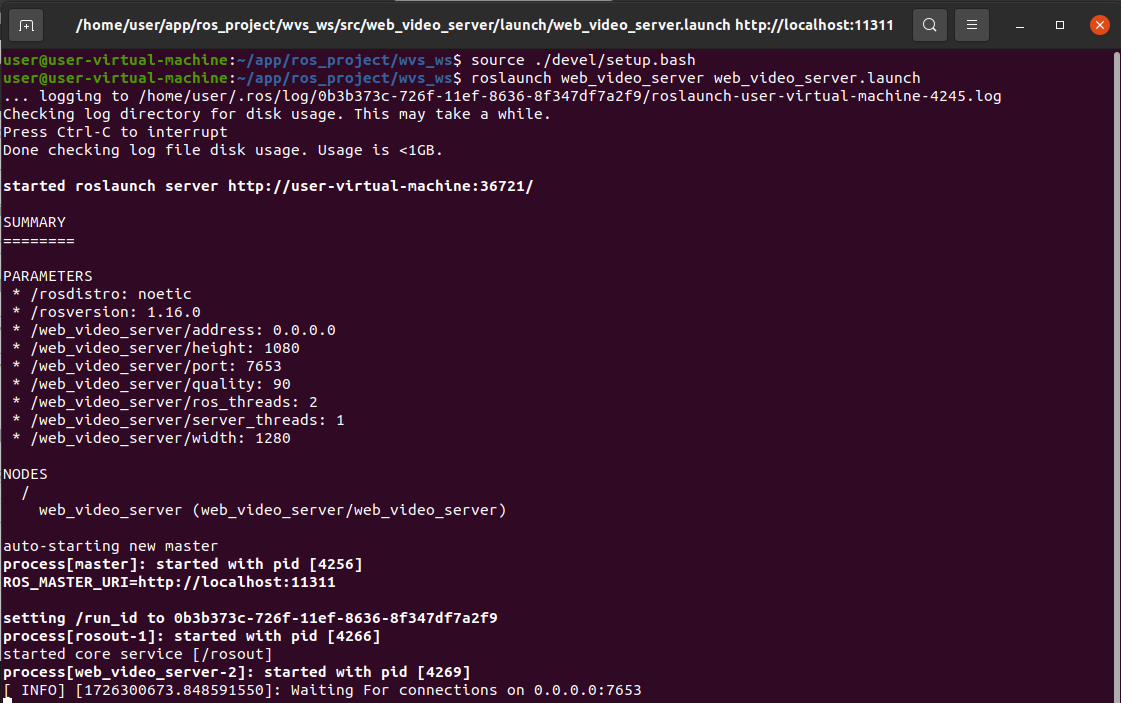 /home/user/app/ros_project/wvs_ws/src/web_video_server/launch/web_video_server.launch http://localhost:11311
user@user-virtual-machine:~/app/ros_project/wvs_ws$ source ./devel/setup.bash
user@user-virtual-machine:~/app/ros_project/wvs_ws$ roslaunch web_video_server web_video_server.launch
... logging to /home/user/.ros/log/0b3b373c-726f-11ef-8636-8f347df7a2f9/roslaunch-user-virtual-machine-4245.log
Checking log directory for disk usage. This may take a while.
Press Ctrl-C to interrupt
Done checking log file disk usage. Usage is <1GB.
started roslaunch server http://user-virtual-machine:36721/
SUMMARY
========
PARAMETERS
* /rosdistro: noetic
* /rosversion: 1.16.0
* /web_video_server/address: 0.0.0.0
* /web_video_server/height: 1080
* /web_video_server/port: 7653
* /web_video_server/quality: 90
* /web_video_server/ros_threads: 2
* /web_video_server/server_threads: 1
* /web_video_server/width: 1280
NODES
/
web_video_server (web_video_server/web_video_server)
auto-starting new master
process[master]: started with pid [4256]
ROS_MASTER_URI=http://localhost:11311
setting /run_id to 0b3b373c-726f-11ef-8636-8f347df7a2f9
process[rosout-1]: started with pid [4266]
started core service [/rosout]
process[web_video_server-2]: started with pid [4269]
[ INFO] [1726300673.848591550]: Waiting For connections on 0.0.0.0:7653